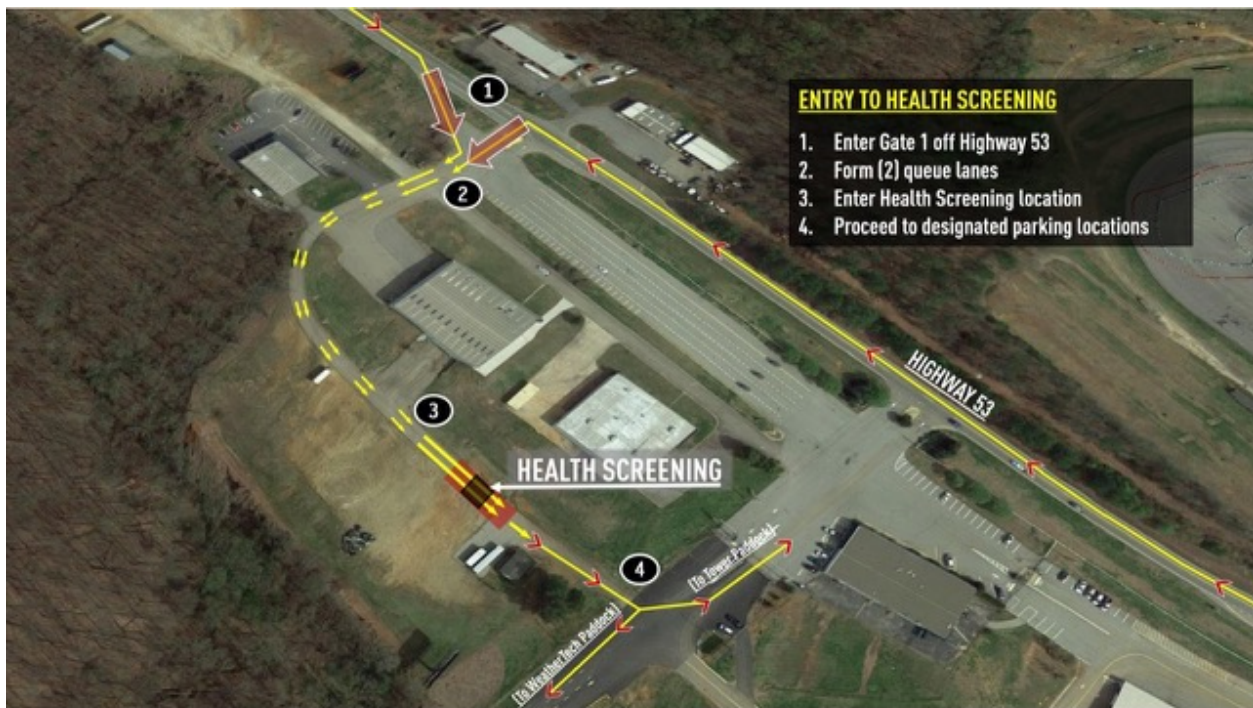 ENTRY TO HEALTH SCREENING
1. Enter Gate 1 off Highway 53
2. Form (2) queue lanes
3. Enter Health Screening location
4. Proceed to designated parking locations
1
2
HIGHWAY 53
3
HEALTH SCREENING
4
(To Tower Paddock)
(To WeatherTech Paddock)